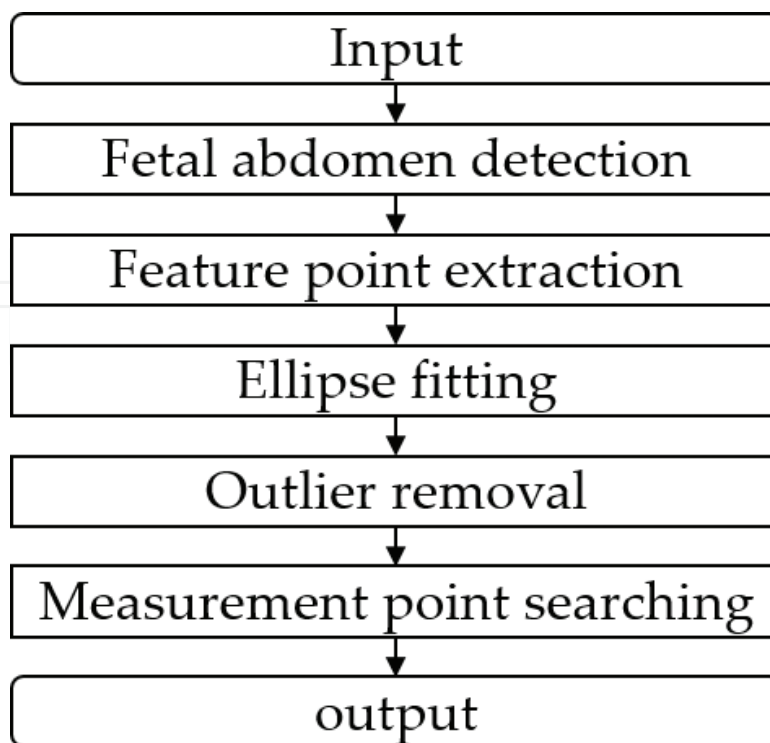 Input
Fetal abdomen detection
Feature point extraction
Ellipse fitting
Outlier removal
Measurement point searching
output